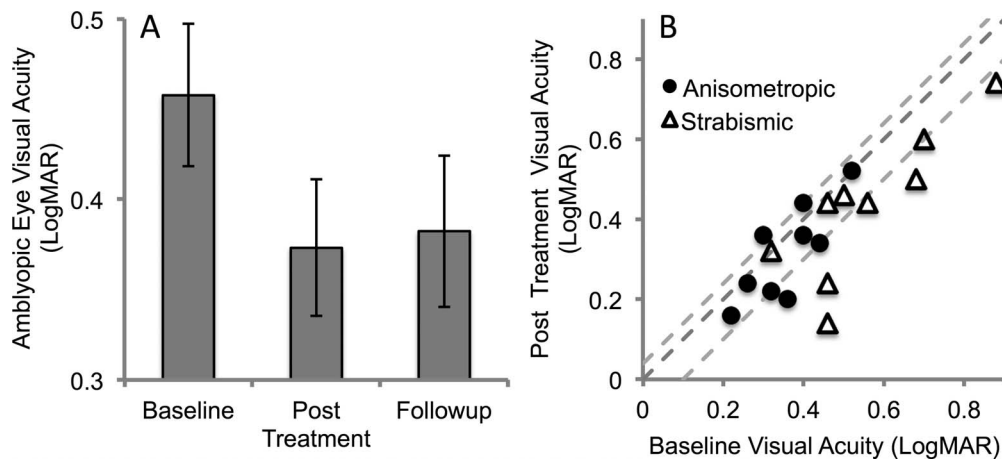 A
Amblyopic Eye Visual Acuity
(LogMAR)
0.5
0.4
0.3
Baseline
Post
Treatment
Followup
B
Post Treatment Visual Acuity
(LogMAR)
0.8
0.6
0.4
0.2
0
Anisometropic
Strabismic
0
0.2
0.4
0.6
0.8
Baseline Visual Acuity (LogMAR)